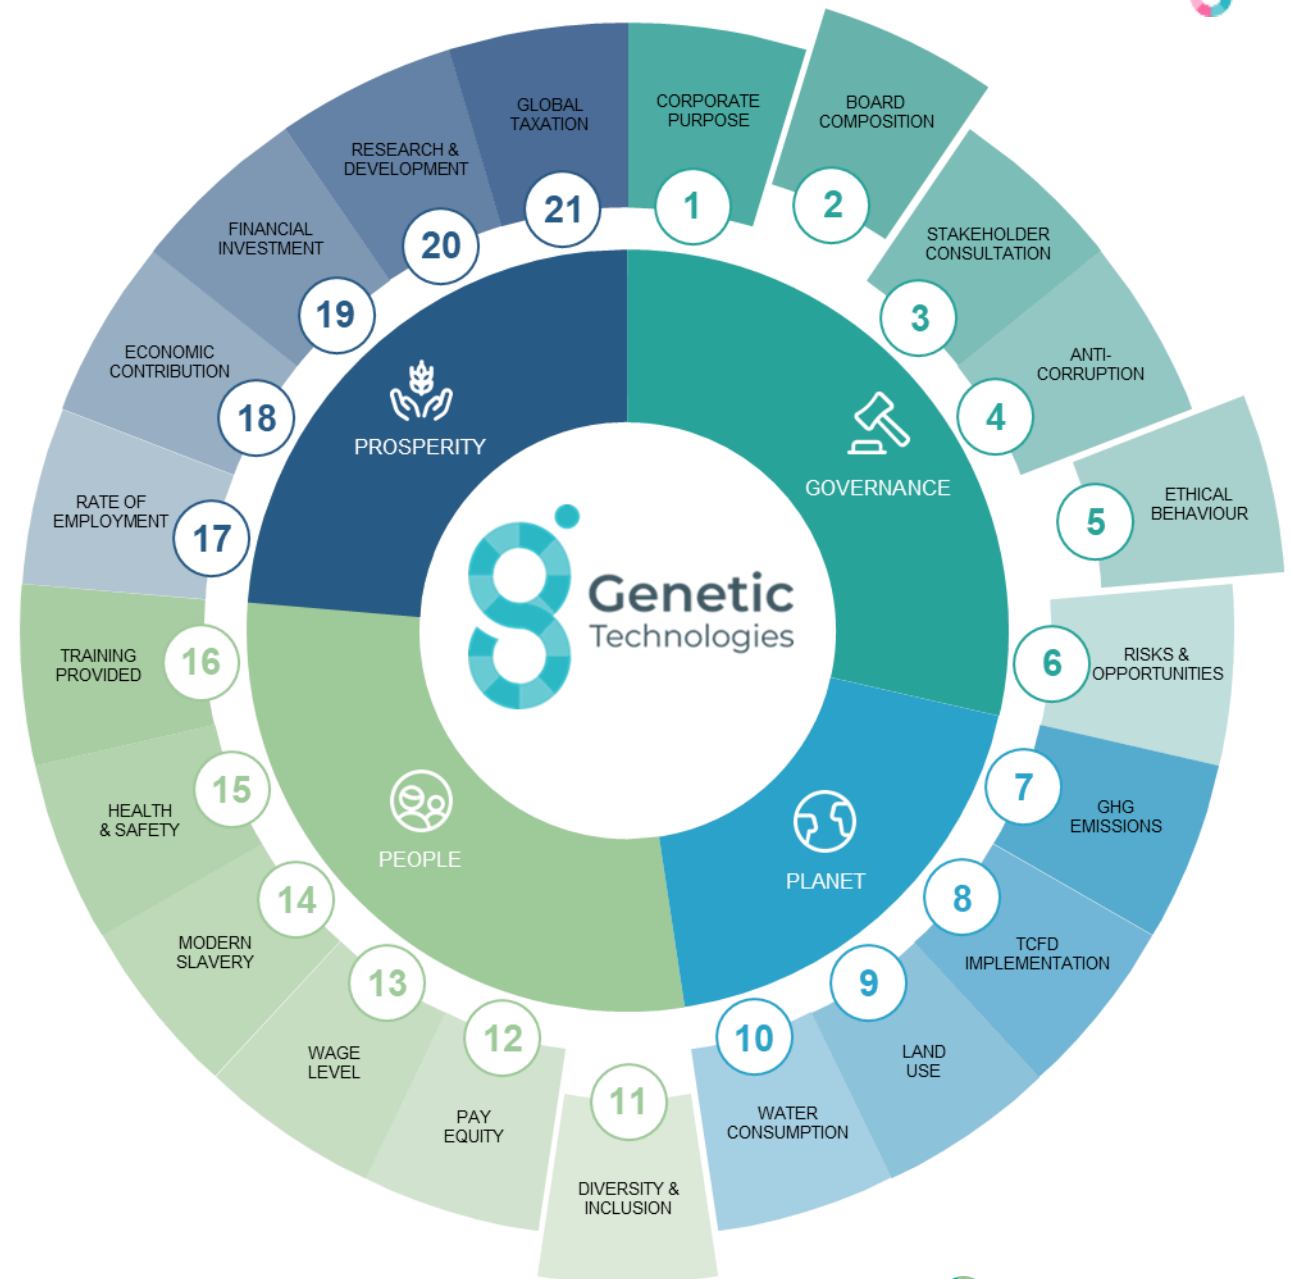 CORPORATE
PURPOSE
1
BOARD
COMPOSITION
2
STAKEHOLDER
CONSULTATION
3
ANTI-
CORRUPTION
4
ETHICAL
BEHAVIOUR
5
RISKS &
OPPORTUNITIES
6
GHG
EMISSIONS
7
TCFD
IMPLEMENTATION
8
LAND
USE
9
WATER
CONSUMPTION
10
DIVERSITY &
INCLUSION
11
PAY
EQUITY
12
WAGE
LEVEL
13
MODERN
SLAVERY
14
HEALTH
& SAFETY
15
TRAINING
PROVIDED
16
RATE OF
EMPLOYMENT
17
ECONOMIC
CONTRIBUTION
18
FINANCIAL
INVESTMENT
19
RESEARCH &
DEVELOPMENT
20
GLOBAL
TAXATION
21
PROSPERITY
GOVERNANCE
PEOPLE
PLANET
Genetic
Technologies